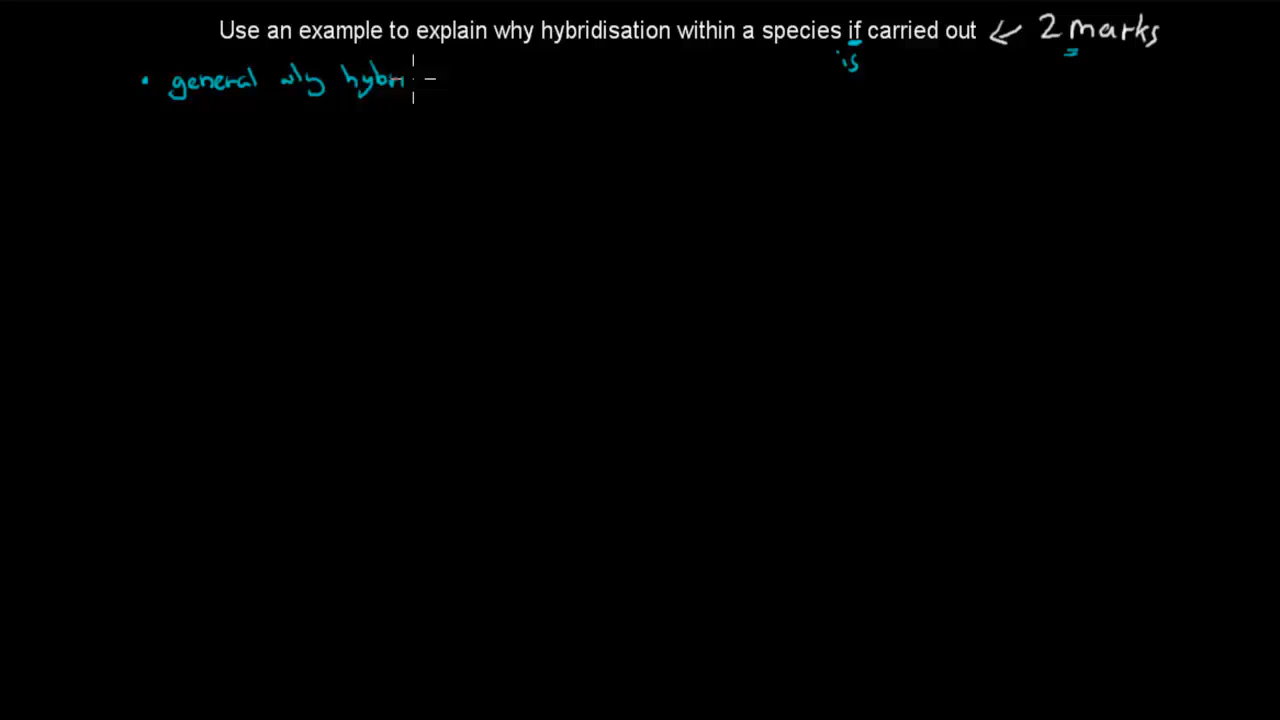 Use an example to explain why hybridisation within a species if carried out ← 2 marks
is
• general why hybri